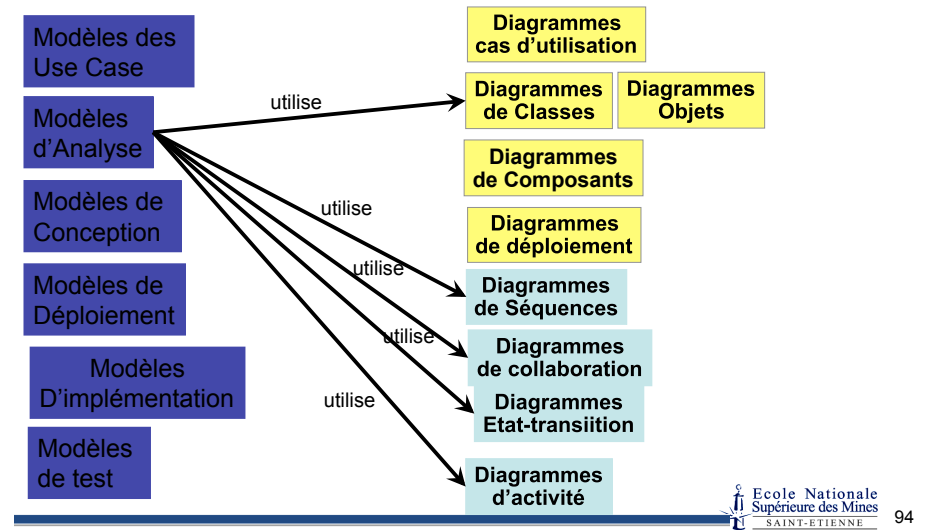 Modèles des
Use Case
Modèles
d'Analyse
Modèles de
Conception
Modèles de
Déploiement
Modèles
D'implémentation
Modèles
de test
utilise
utilise
utilise
utilise
utilise
Diagrammes
cas d'utilisation
Diagrammes
de Classes
Diagrammes
Objets
Diagrammes
de Composants
Diagrammes
de déploiement
Diagrammes
de Séquences
Diagrammes
de collaboration
Diagrammes
Etat-transiition
Diagrammes
d'activité
Ecole Nationale
Supérieure des Mines
SAINT-ETIENNE
94